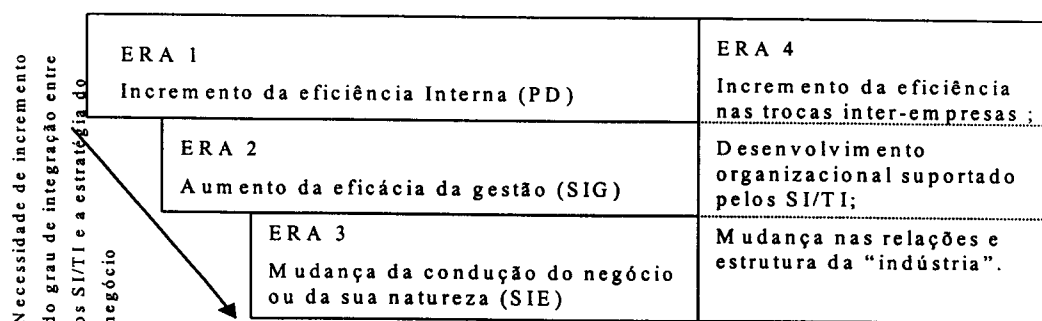 Necessidade de incremento
do grau de integração entre
os SI/TI e a estratégia do
negócio
ERA 1
Incremento da eficiência Interna (PD)
ERA 2
Aumento da eficácia da gestão (SIG)
ERA 3
Mudança da condução do negócio
ou da sua natureza (SIE)
ERA 4
Incremento da eficiência
nas trocas inter-empresas ;
Desenvolvimento
organizacional suportado
pelos SI/TI;
Mudança nas relações e
estrutura da “indústria”.